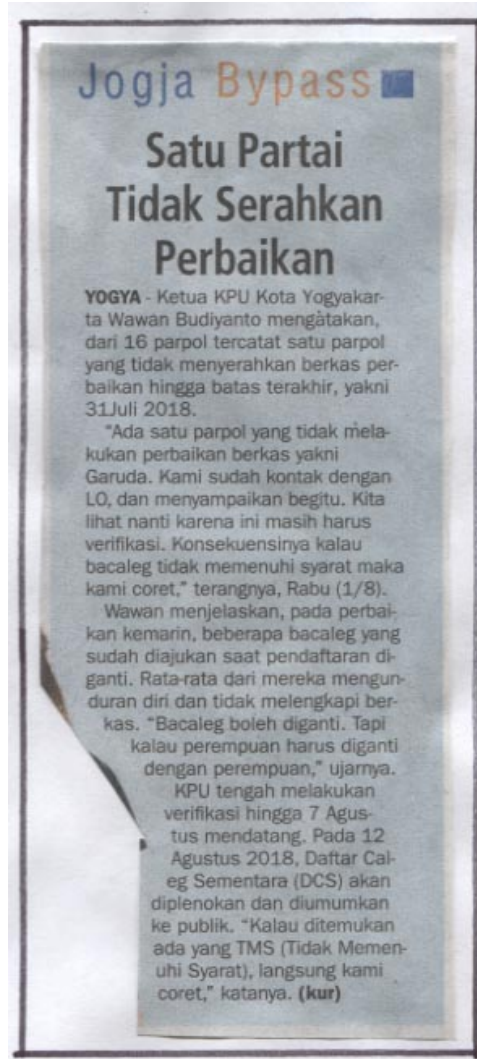 Jogja Bypass
Satu Partai
Tidak Serahkan
Perbaikan
YOGYA - Ketua KPU Kota Yogyakar-
ta Wawan Budiyanto mengatakan,
dari 16 parpol tercatat satu parpol
yang tidak menyerahkan berkas per-
baikan hingga batas terakhir, yakni
31Juli 2018.
“Ada satu parpol yang tidak mela-
kukan perbaikan berkas yakni
Garuda. Kami sudah kontak dengan
LO, dan menyampaikan begitu. Kita
lihat nanti karena ini masih harus
verifikasi. Konsekuensinya kalau
bacaleg tidak memenuhi syarat maka
kami coret,” terangnya, Rabu (1/8).
Wawan menjelaskan, pada perbai-
kan kemarin, beberapa bacaleg yang
sudah diajukan saat pendaftaran di-
ganti. Rata-rata dari mereka mengun-
duran diri dan tidak melengkapi ber-
kas. “Bacaleg boleh diganti. Tapi
kalau perempuan harus diganti
dengan perempuan,” ujarnya.
KPU tengah melakukan
verifikasi hingga 7 Agus-
tus mendatang. Pada 12
Agustus 2018, Daftar Cal-
eg Sementara (DCS) akan
diplenokan dan diumumkan
ke publik. “Kalau ditemukan
ada yang TMS (Tidak Memen-
uhi Syarat), langsung kami
coret,” katanya. (kur)